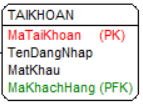 TAIKHOAN
MaTaiKhoan (PK)
TenDangNhap
MatKhau
MaKhachHang (PFK)